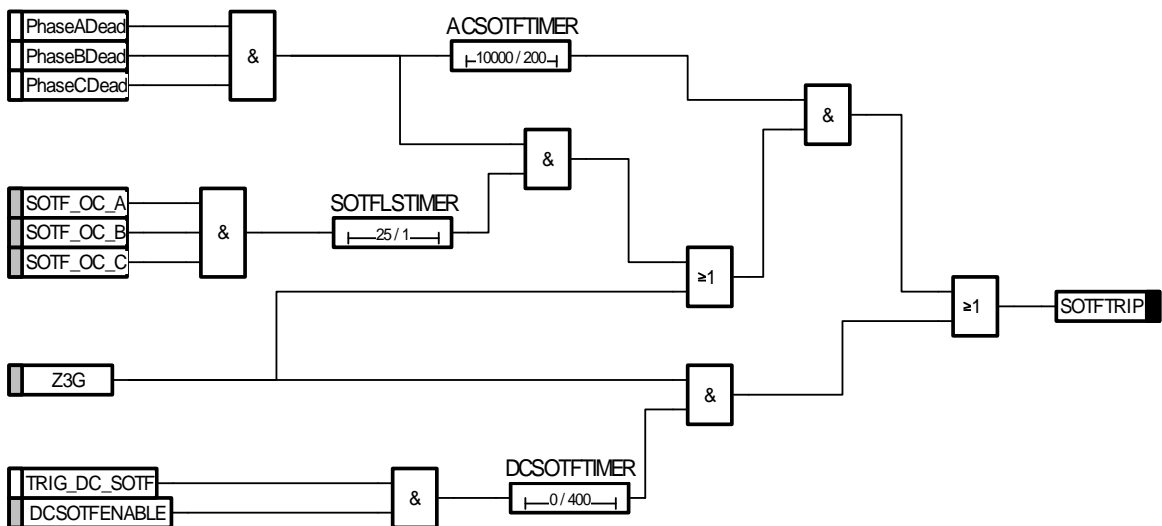 PhaseADead
PhaseBDead
PhaseCDead
&
ACSOTFTIMER
10000 / 200
&
&
SOTF_OC_A
SOTF_OC_B
SOTF_OC_C
&
SOTFLSTIMER
25 / 1
≥1
≥1
SOTFTRIP
Z3G
&
TRIG_DC_SOTF
DCSOTFENABLE
&
DCSOTFTIMER
0 / 400